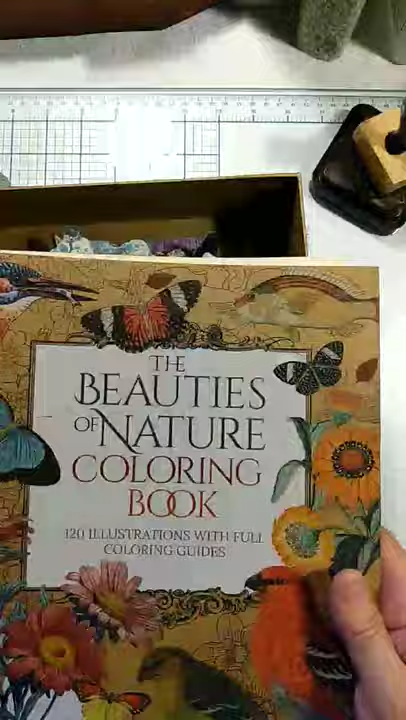 THE
BEAUTIES
OF NATURE
COLORING
BOOK
120 ILLUSTRATIONS WITH FULL
COLORING GUIDES